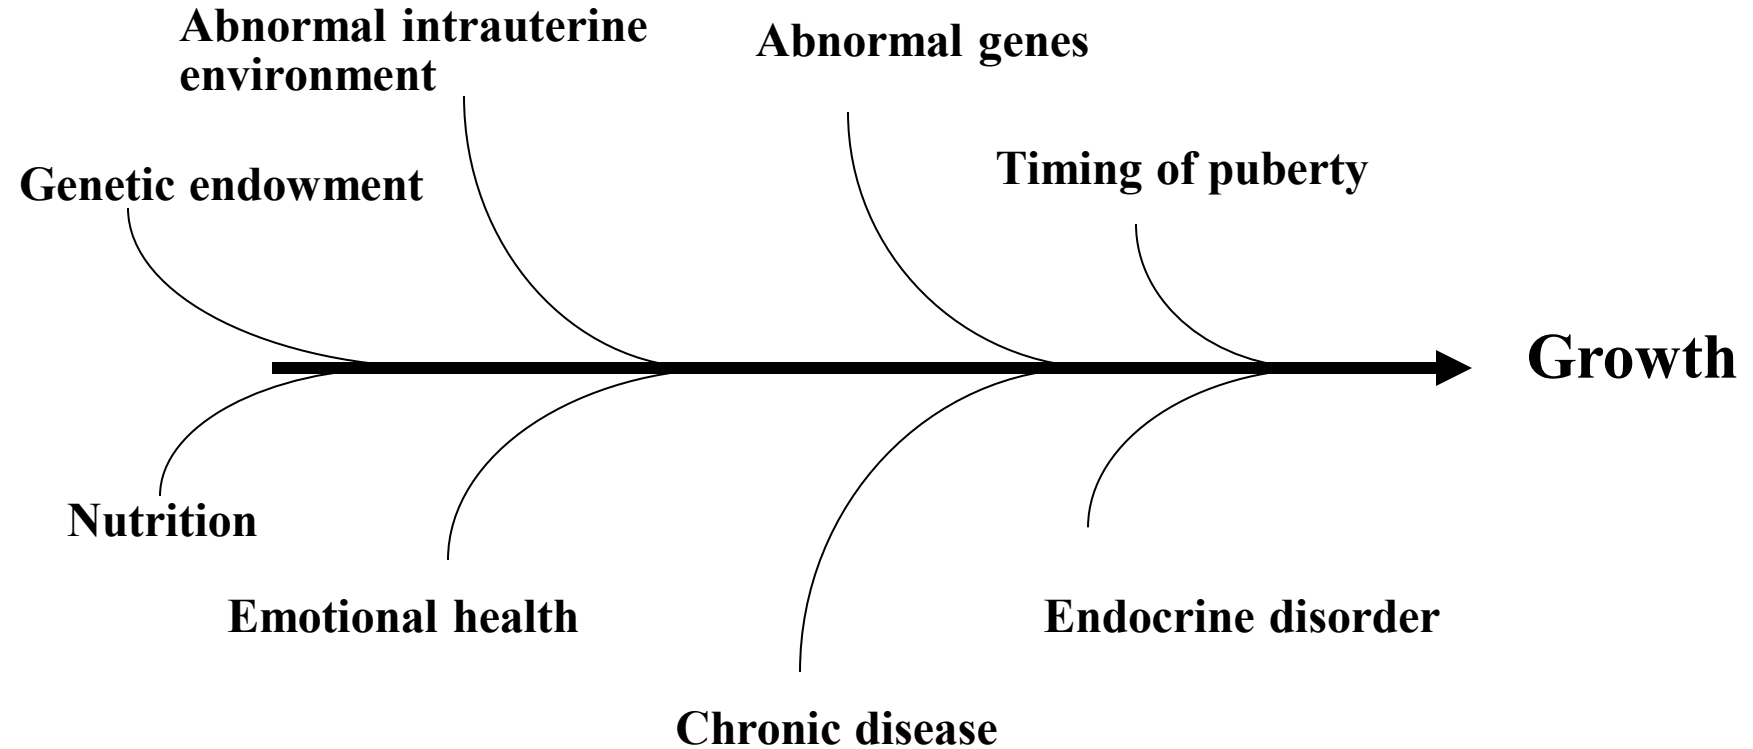 Abnormal intrauterine
environment
Abnormal genes
Timing of puberty
Genetic endowment
Growth
Nutrition
Emotional health
Endocrine disorder
Chronic disease